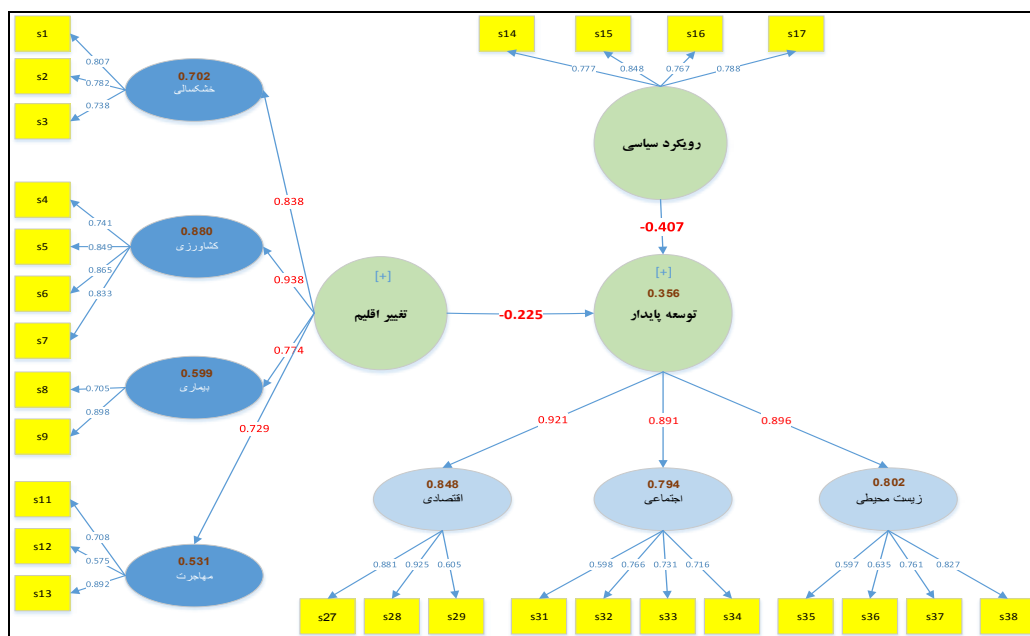 s1
s2
s3
0.807
0.782
0.738
0.702
خشکسالی
s4
s5
s6
s7
0.741
0.849
0.865
0.833
0.880
کشاورزی
s8
s9
0.705
0.898
0.599
بیماری
s11
s12
s13
0.708
0.575
0.892
0.531
مهاجرت
0.838
0.938
0.774
0.729
[+]
تغییر اقلیم
-0.225
s14
s15
s16
s17
0.777
0.848
0.767
0.788
رویکرد سیاسی
-0.407
[+]
0.356
توسعه پایدار
0.921
0.891
0.896
0.848
اقتصادی
0.794
اجتماعی
0.802
زیست محیطی
0.881
0.925
0.605
0.598
0.766
0.731
0.716
0.597
0.635
0.761
0.827
s27
s28
s29
s31
s32
s33
s34
s35
s36
s37
s38